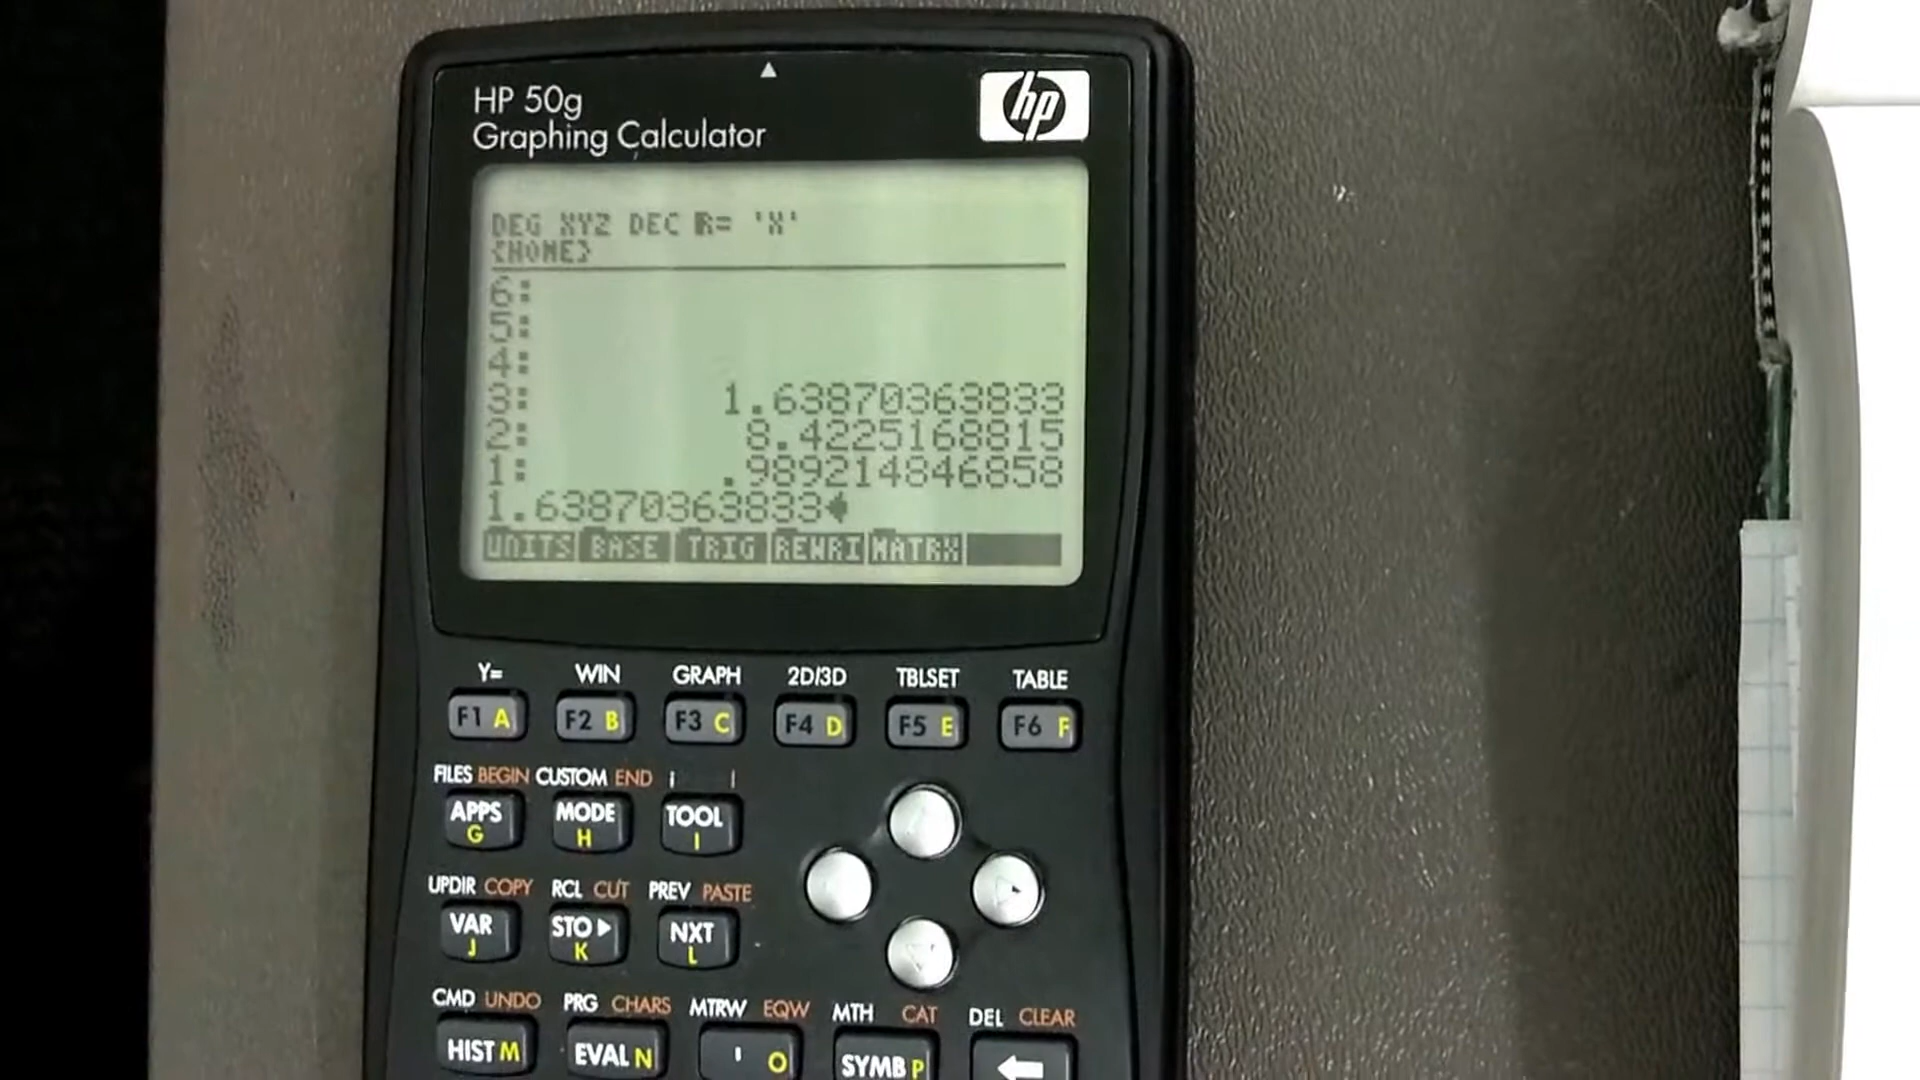 HP 50g
Graphing Calculator
hp
DEG XYZ DEC R= 'X'
{HOME}
6:
5:
4:
3: 1.63870363833
2: 8.4225168815
1: .989214846858
1.63870363833
UNITS BASE TRIG REWRI MATRX
Y= WIN GRAPH 2D/3D TBLSET TABLE
F1 A F2 B F3 C F4 D F5 E F6 F
FILES BEGIN CUSTOM END i |
APPS G MODE H TOOL I
UPDIR COPY RCL CUT PREV PASTE
VAR J STO▶ K NXT L
CMD UNDO PRG CHARS MTRW EQW MTH CAT DEL CLEAR
HIST M EVAL N ' O SYMB P